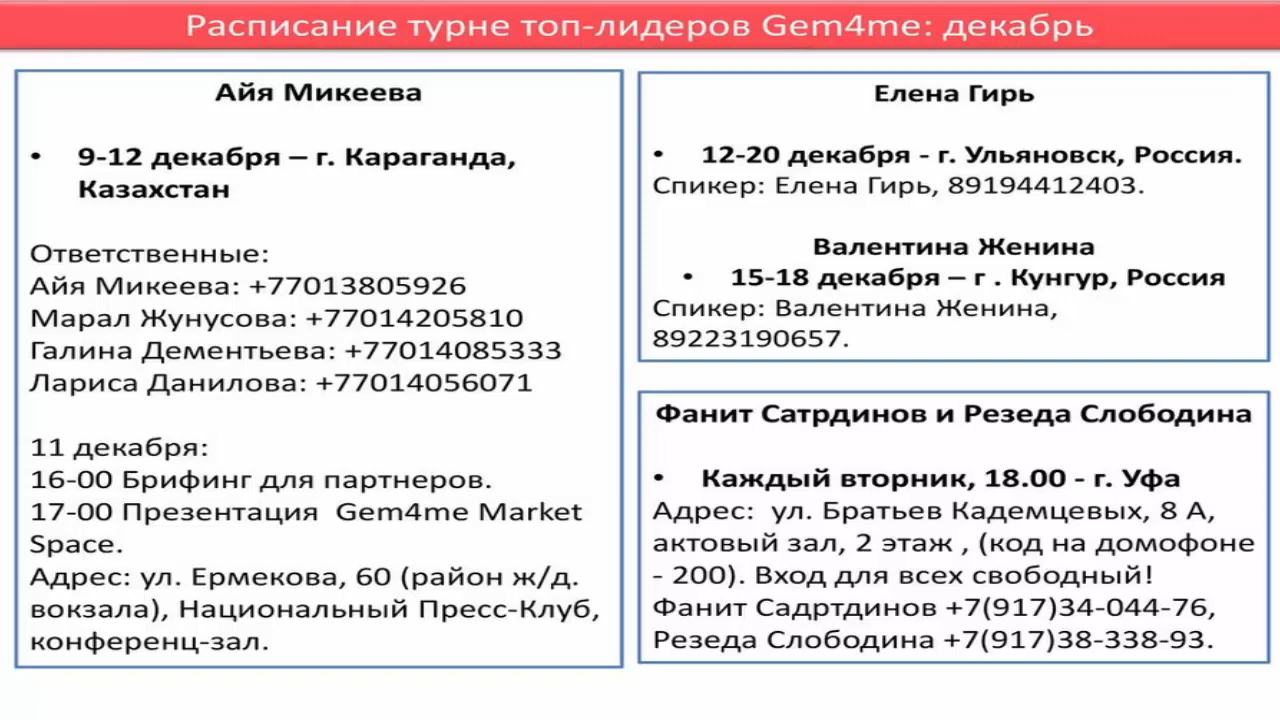 Расписание турне топ-лидеров Gem4me: декабрь
Айя Микеева
• 9-12 декабря – г. Караганда,
Казахстан
Ответственные:
Айя Микеева: +77013805926
Марал Жунусова: +77014205810
Галина Дементьева: +77014085333
Лариса Данилова: +77014056071
11 декабря:
16-00 Брифинг для партнеров.
17-00 Презентация  Gem4me Market
Space.
Адрес: ул. Ермекова, 60 (район ж/д.
вокзала), Национальный Пресс-Клуб,
конференц-зал.
Елена Гирь
• 12-20 декабря - г. Ульяновск, Россия.
Спикер: Елена Гирь, 89194412403.
Валентина Женина
• 15-18 декабря – г . Кунгур, Россия
Спикер: Валентина Женина,
89223190657.
Фанит Сатрдинов и Резеда Слободина
• Каждый вторник, 18.00 - г. Уфа
Адрес:  ул. Братьев Кадемцевых, 8 А,
актовый зал, 2 этаж , (код на домофоне
- 200). Вход для всех свободный!
Фанит Садртдинов +7(917)34-044-76,
Резеда Слободина +7(917)38-338-93.